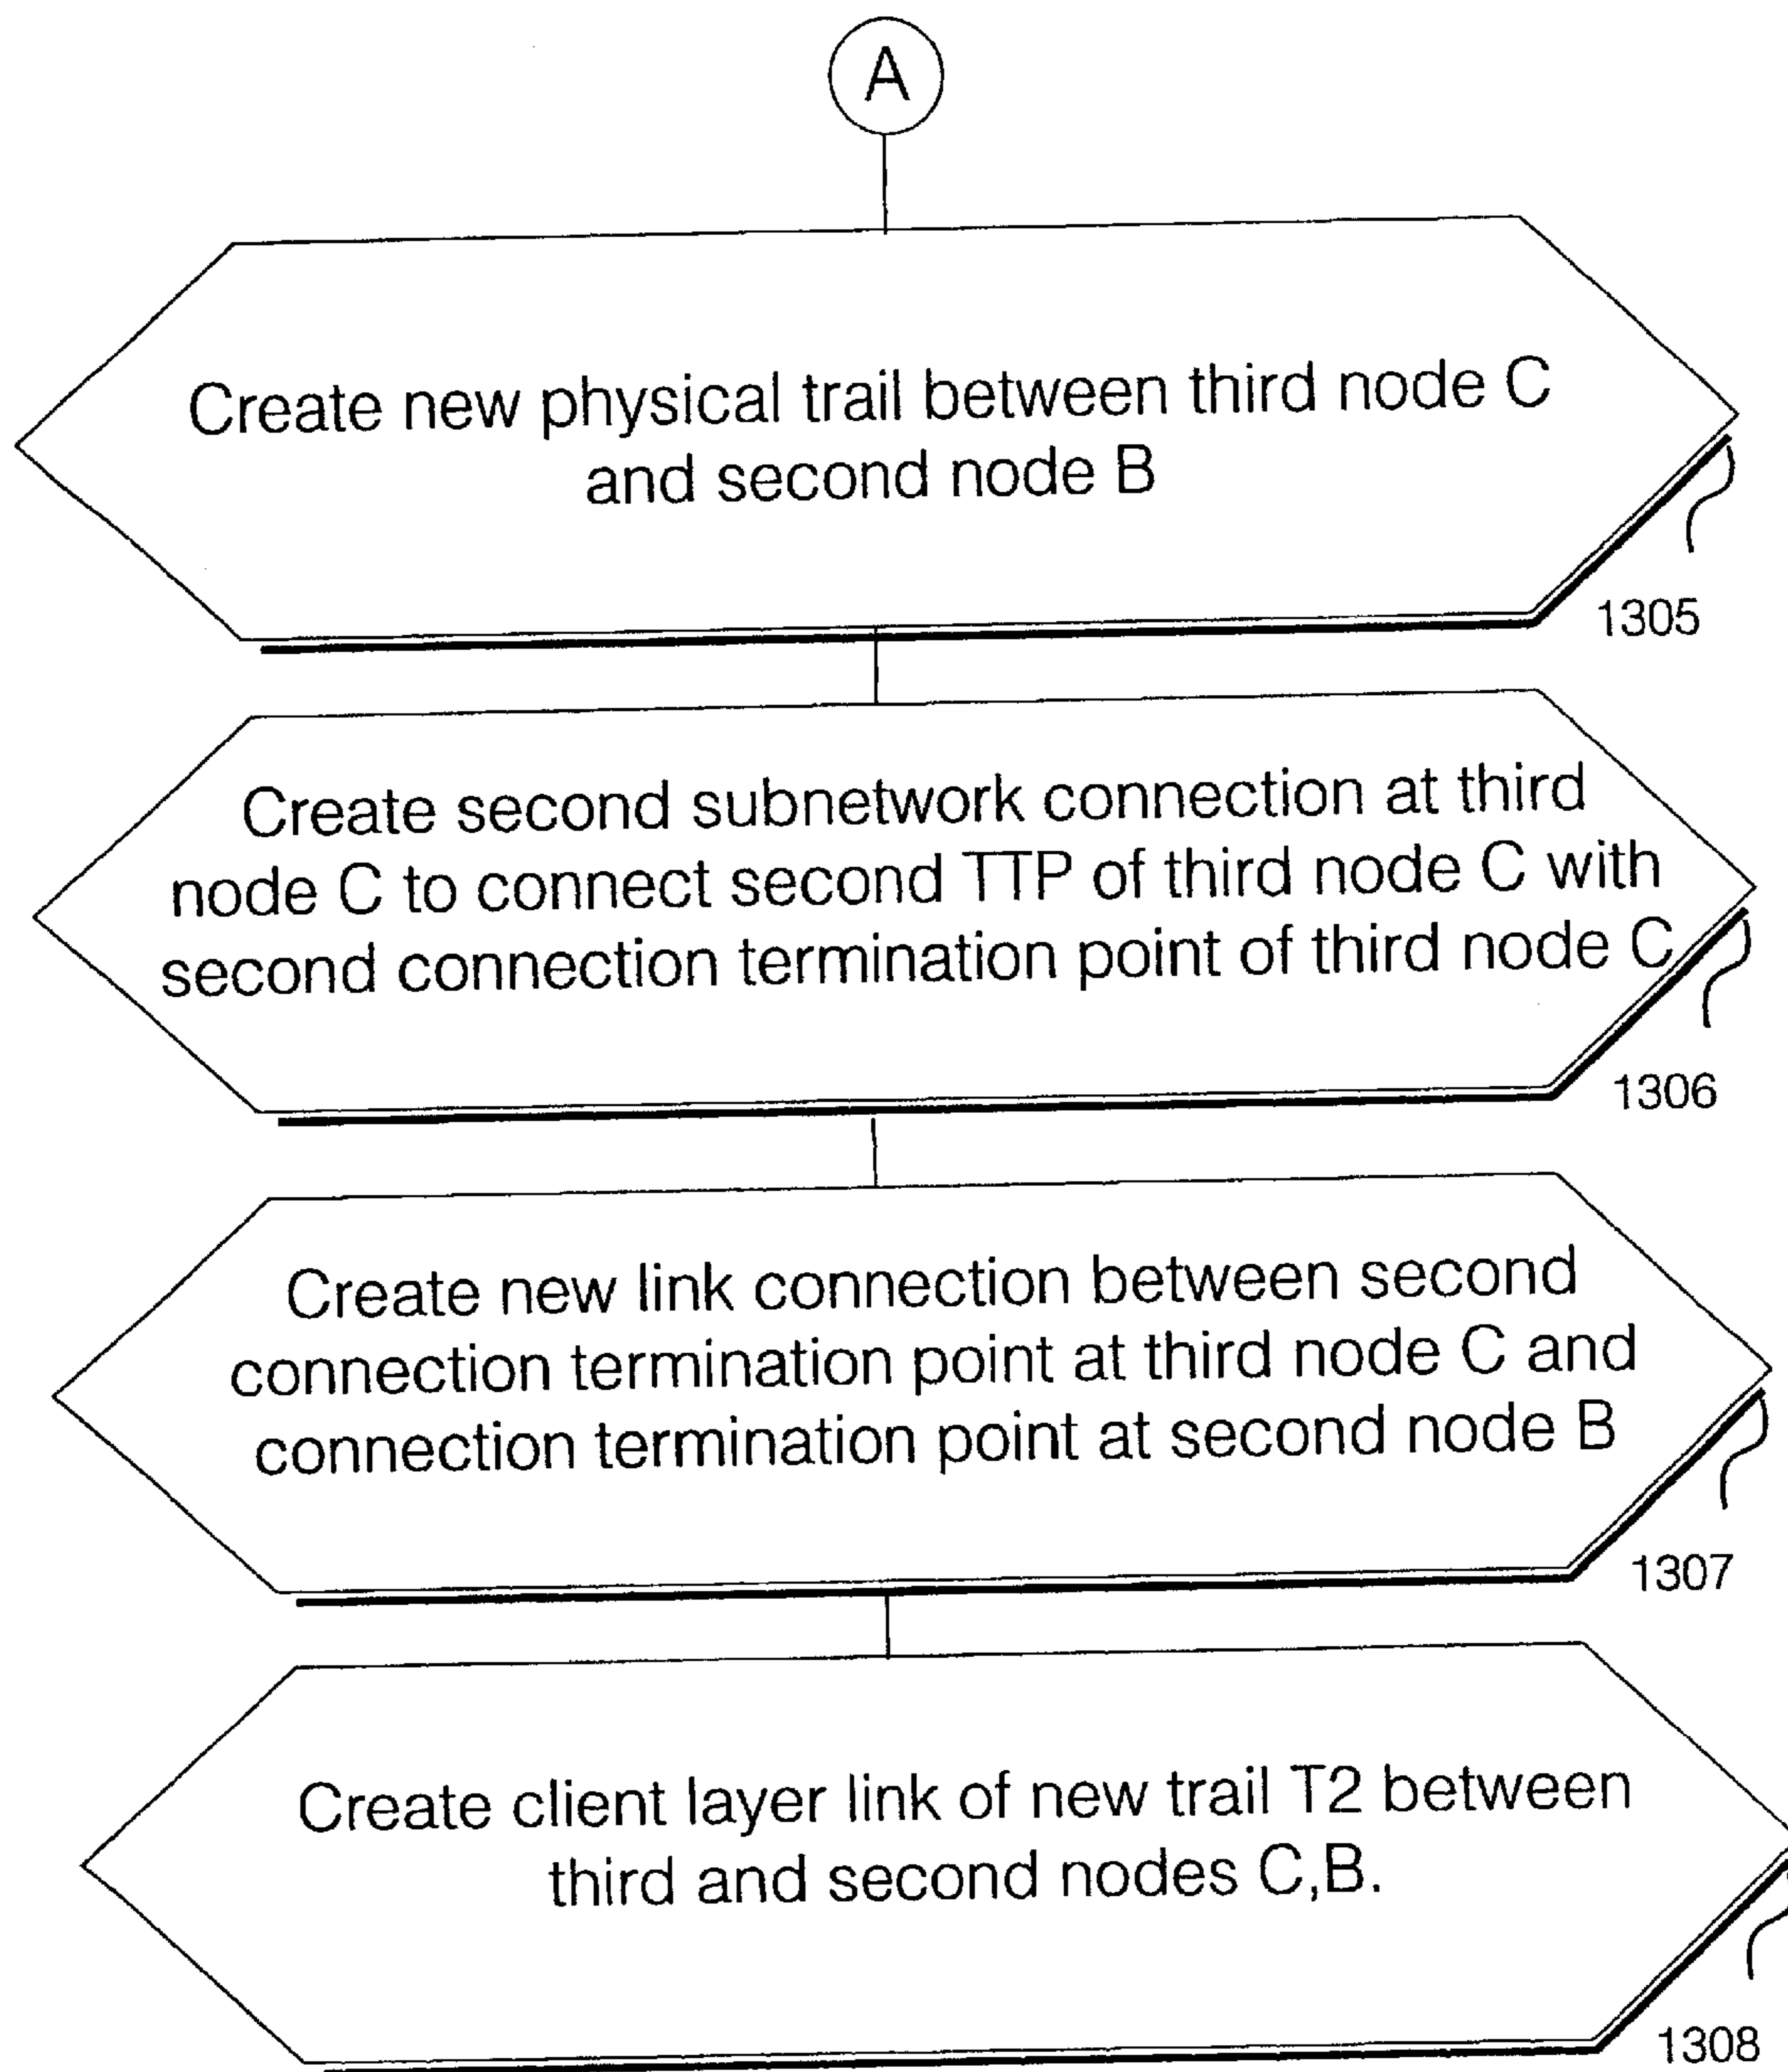 A
Create new physical trail between third node C
and second node B
1305
Create second subnetwork connection at third
node C to connect second TTP of third node C with
second connection termination point of third node C
1306
Create new link connection between second
connection termination point at third node C and
connection termination point at second node B
1307
Create client layer link of new trail T2 between
third and second nodes C,B.
1308